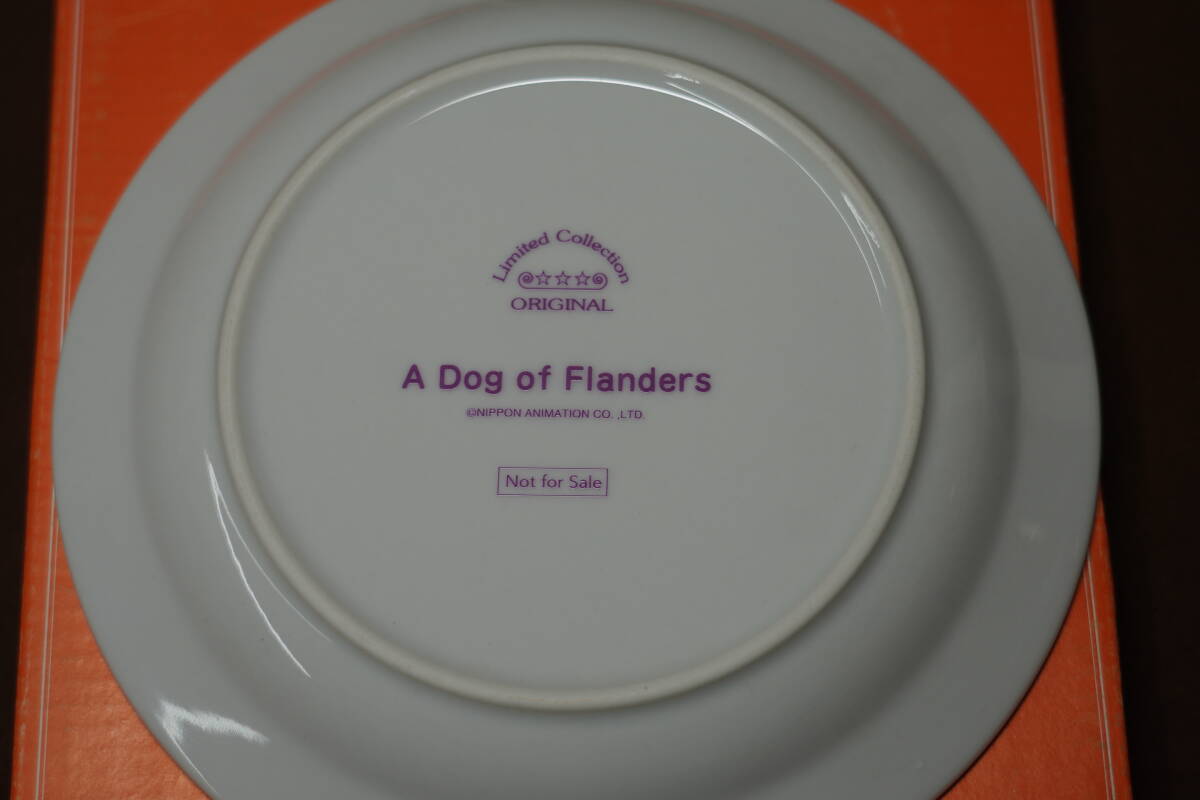 Limited Collection
☆☆☆
ORIGINAL
A Dog of Flanders
©NIPPON ANIMATION CO. ,LTD.
Not for Sale